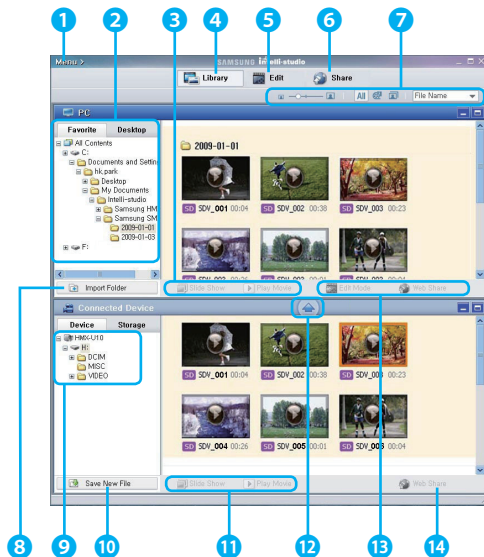 1 2 3 4 5 6 7
Menu > SAMSUNG intelli-studio
Library Edit Share
All File Name
PC
Favorite Desktop
All Contents
C:
Documents and Settin
hk,park
Desktop
My Documents
Intelli-studio
Samsung HM
Samsung SM
2009-01-01
2009-01-03
F:
2009-01-01
SD SDV_001 00:04 SD SDV_002 00:38 SD SDV_003 00:23
Import Folder
Slide Show Play Movie Edit Mode Web Share
Connected Device
Device Storage
HMX-U10
H:
DCIM
MISC
VIDEO
SD SDV_001 00:04 SD SDV_002 00:38 SD SDV_003 00:23
SD SDV_004 00:26 SD SDV_005 00:01 SD 00:04
Save New File
Slide Show Play Movie Web Share
8 9 10 11 12 13 14